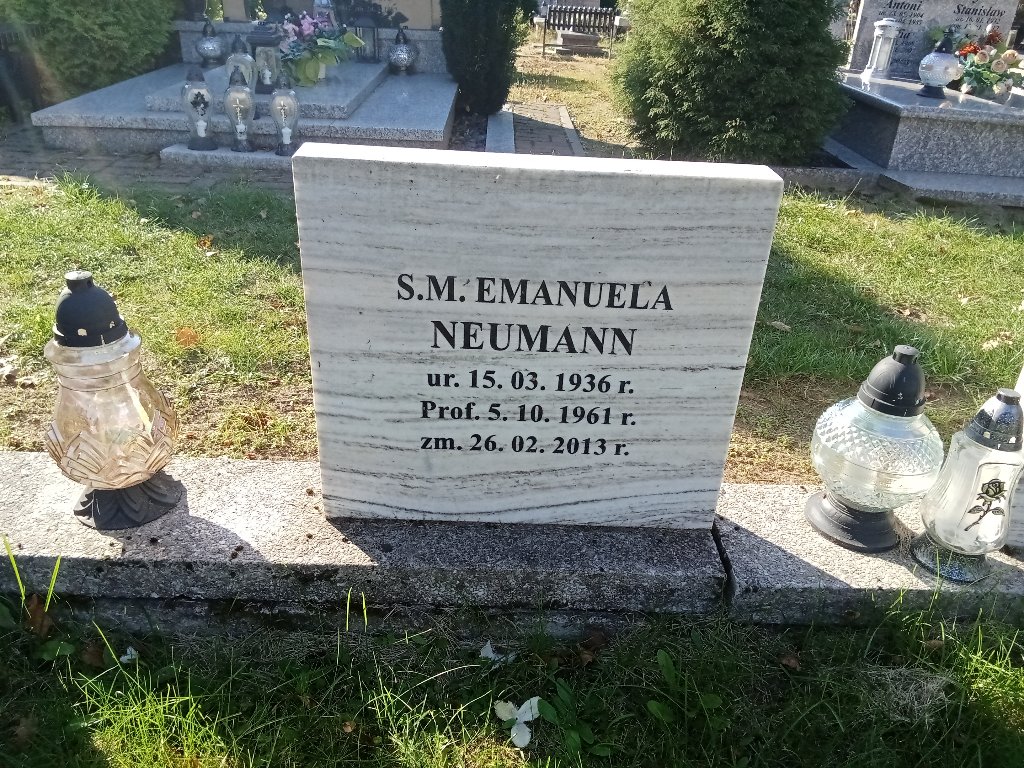 S.M. EMANUELA
NEUMANN
ur. 15. 03. 1936 r.
Prof. 5. 10. 1961 r.
zm. 26. 02. 2013 r.
Antoni
Stanisław